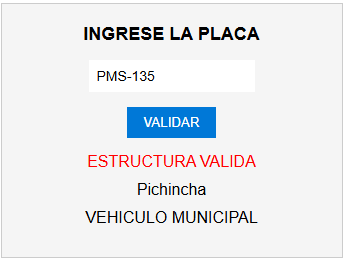 INGRESE LA PLACA
PMS-135
VALIDAR
ESTRUCTURA VALIDA
Pichincha
VEHICULO MUNICIPAL